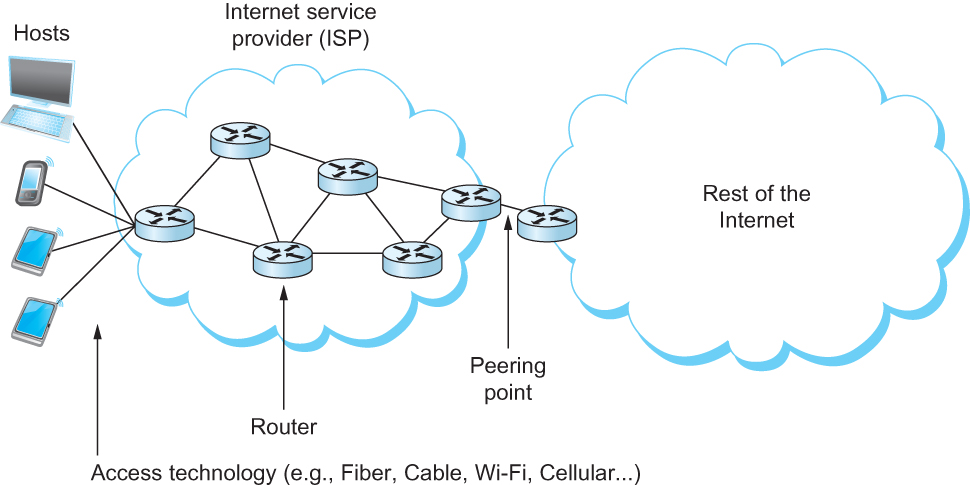 Hosts
Internet service
provider (ISP)
Rest of the
Internet
Peering
point
Router
Access technology (e.g., Fiber, Cable, Wi-Fi, Cellular...)